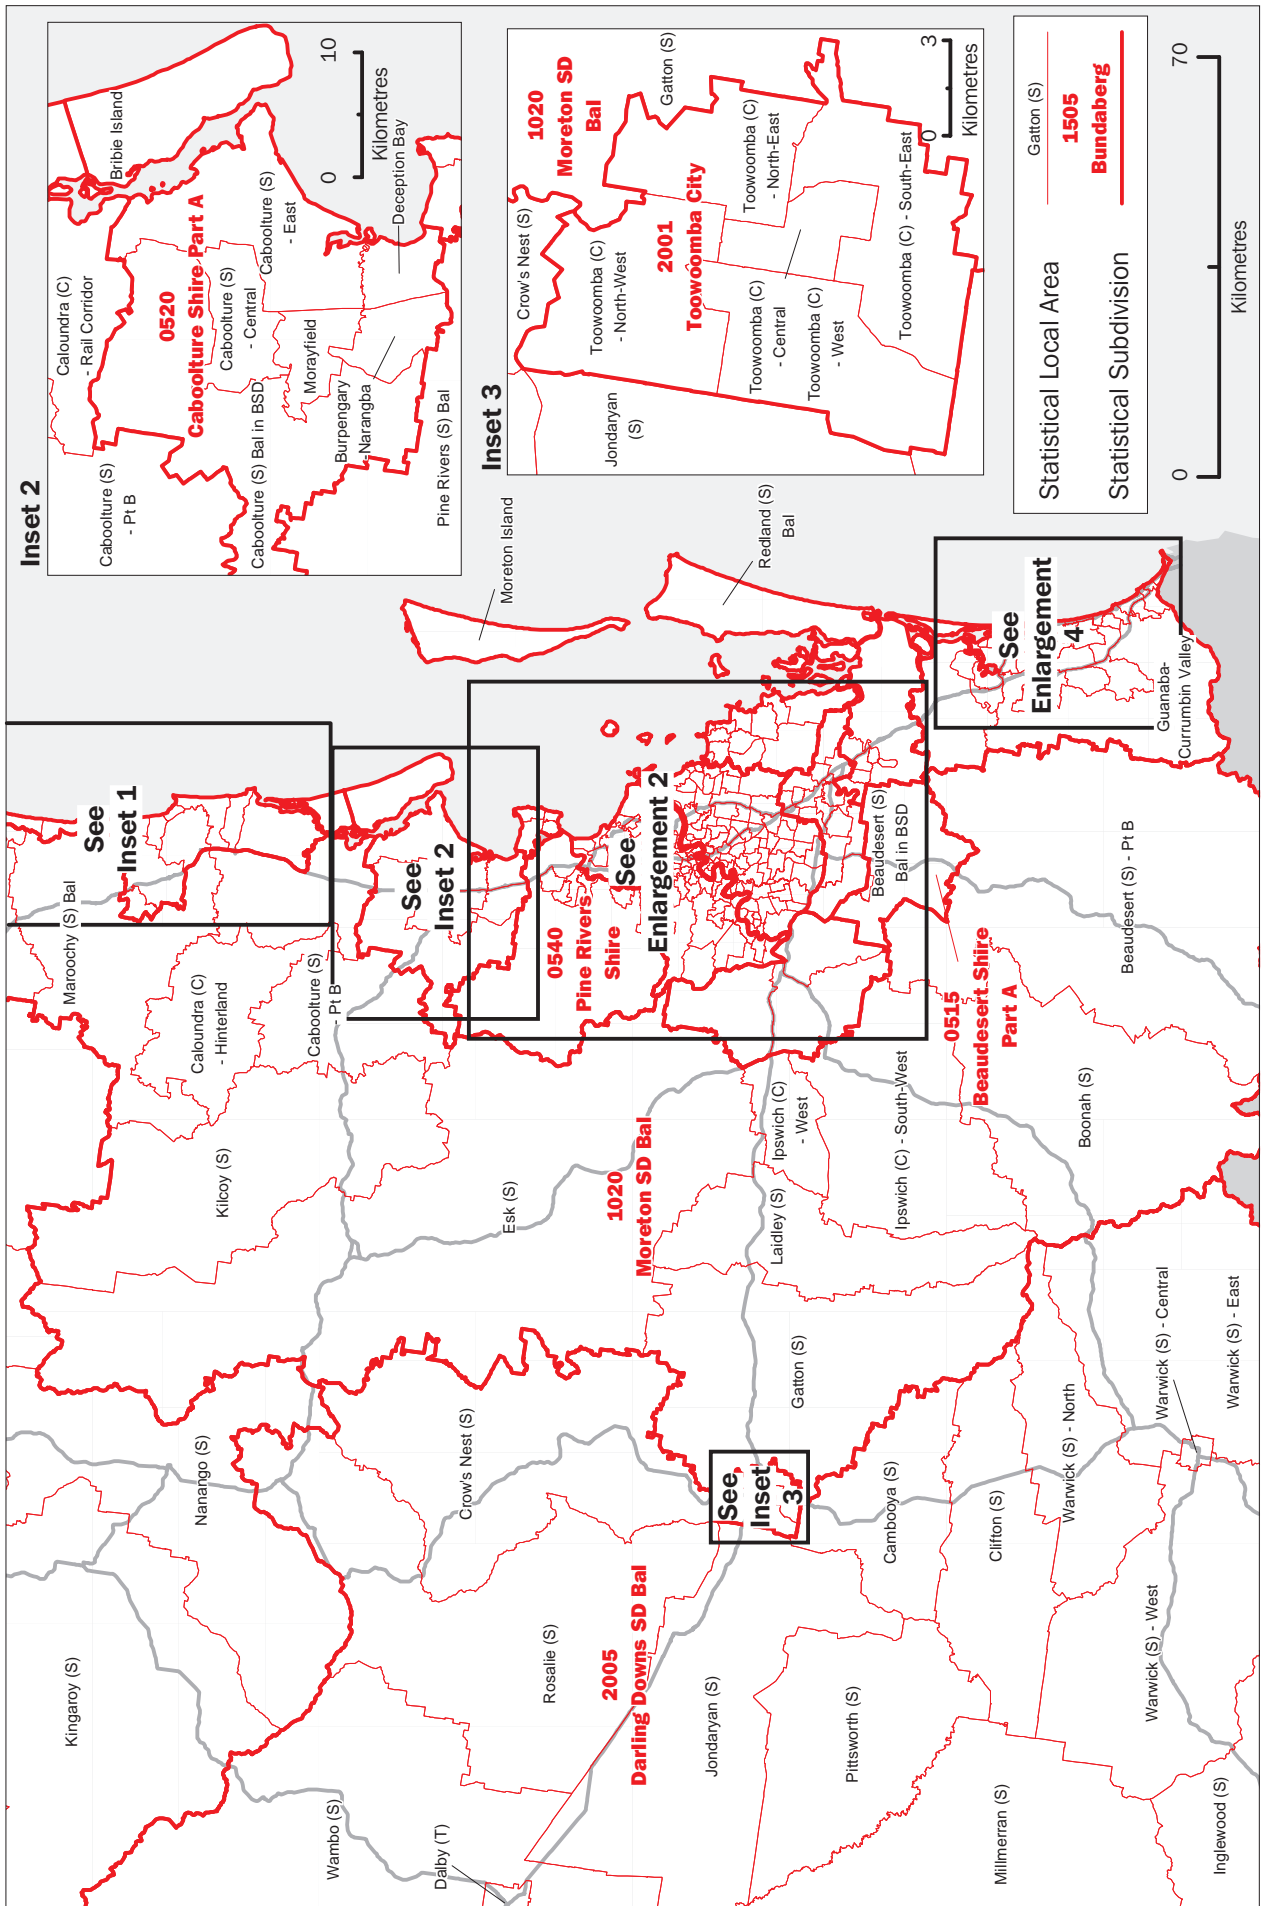 Inset 2
Caboolture (S)
- Pt B
Caloundra (C)
- Rail Corridor
Bribie Island
0520
Caboolture Shire Part A
Caboolture (S)
- Central
Caboolture (S)
- East
Caboolture (S) Bal in BSD
Morayfield
Burpengary
-Narangba
Pine Rivers (S) Bal
Deception Bay
0
10
Kilometres
Inset 3
Crow's Nest (S)
1020
Moreton SD
Bal
Gatton (S)
Toowoomba (C)
- North-West
2001
Toowoomba City
Toowoomba (C)
- North-East
Jondaryan
(S)
Toowoomba (C)
- Central
Toowoomba (C)
- West
Toowoomba (C) - South-East
0
3
Kilometres
Statistical Local Area
Gatton (S)
Statistical Subdivision
1505
Bundaberg
0
70
Kilometres
Kingaroy (S)
Nanango (S)
Wambo (S)
Dalby (T)
Crow's Nest (S)
Rosalie (S)
2005
Darling Downs SD Bal
Jondaryan (S)
Pittsworth (S)
Millmerran (S)
Inglewood (S)
Warwick (S) - West
Cambooya (S)
Clifton (S)
Warwick (S) - North
Warwick (S) - Central
Warwick (S) - East
See
Inset
3
Gatton (S)
Laidley (S)
Esk (S)
Kilcoy (S)
1020
Moreton SD Bal
Ipswich (C)
- West
Ipswich (C) - South-West
Boonah (S)
Beaudesert (S) - Pt B
0515
Beaudesert Shire
Part A
Beaudesert (S)
Bal in BSD
Maroochy (S) Bal
Caloundra (C)
- Hinterland
Caboolture (S)
- Pt B
See
Inset 1
See
Inset 2
0540
Pine Rivers
Shire
See
Enlargement 2
Moreton Island
Redland (S)
Bal
See
Enlargement
4
Guanaba-
Currumbin Valley